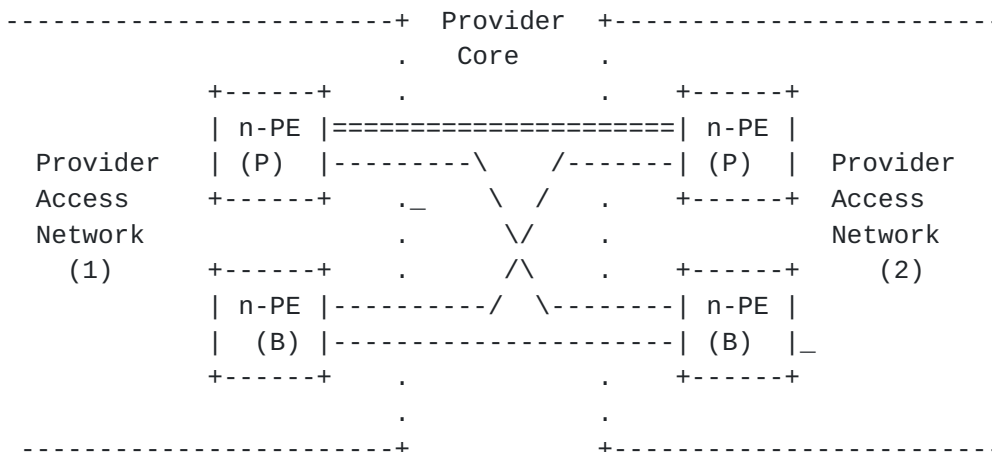 -------------------------+  Provider  +-------------------------
                         .   Core     .
             +------+    .            .    +------+
             | n-PE |======================| n-PE |
  Provider   | (P)  |---------\    /-------| (P)  |  Provider
  Access     +------+    ._    \  /   .    +------+  Access
  Network                .      \/    .              Network
    (1)      +------+    .      /\    .    +------+     (2)
             | n-PE |----------/  \--------| n-PE |
             |  (B) |----------------------| (B)  |_
             +------+    .            .    +------+
                         .            .
 ------------------------+            +-------------------------